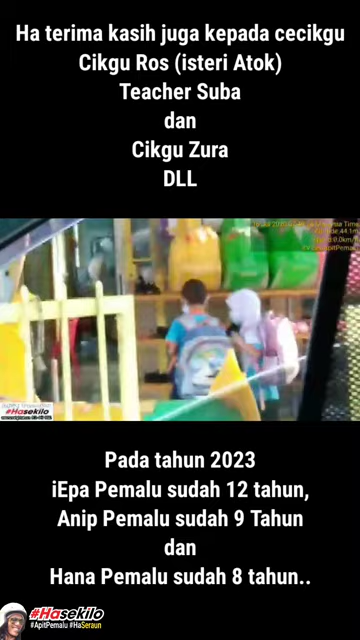 Ha terima kasih juga kepada cecikgu
Cikgu Ros (isteri Atok)
Teacher Suba
dan
Cikgu Zura
DLL
#Hasekilo
Pada tahun 2023
iEpa Pemalu sudah 12 tahun,
Anip Pemalu sudah 9 Tahun
dan
Hana Pemalu sudah 8 tahun..
#Hasekilo
#ApitPemalu #HaSeraun